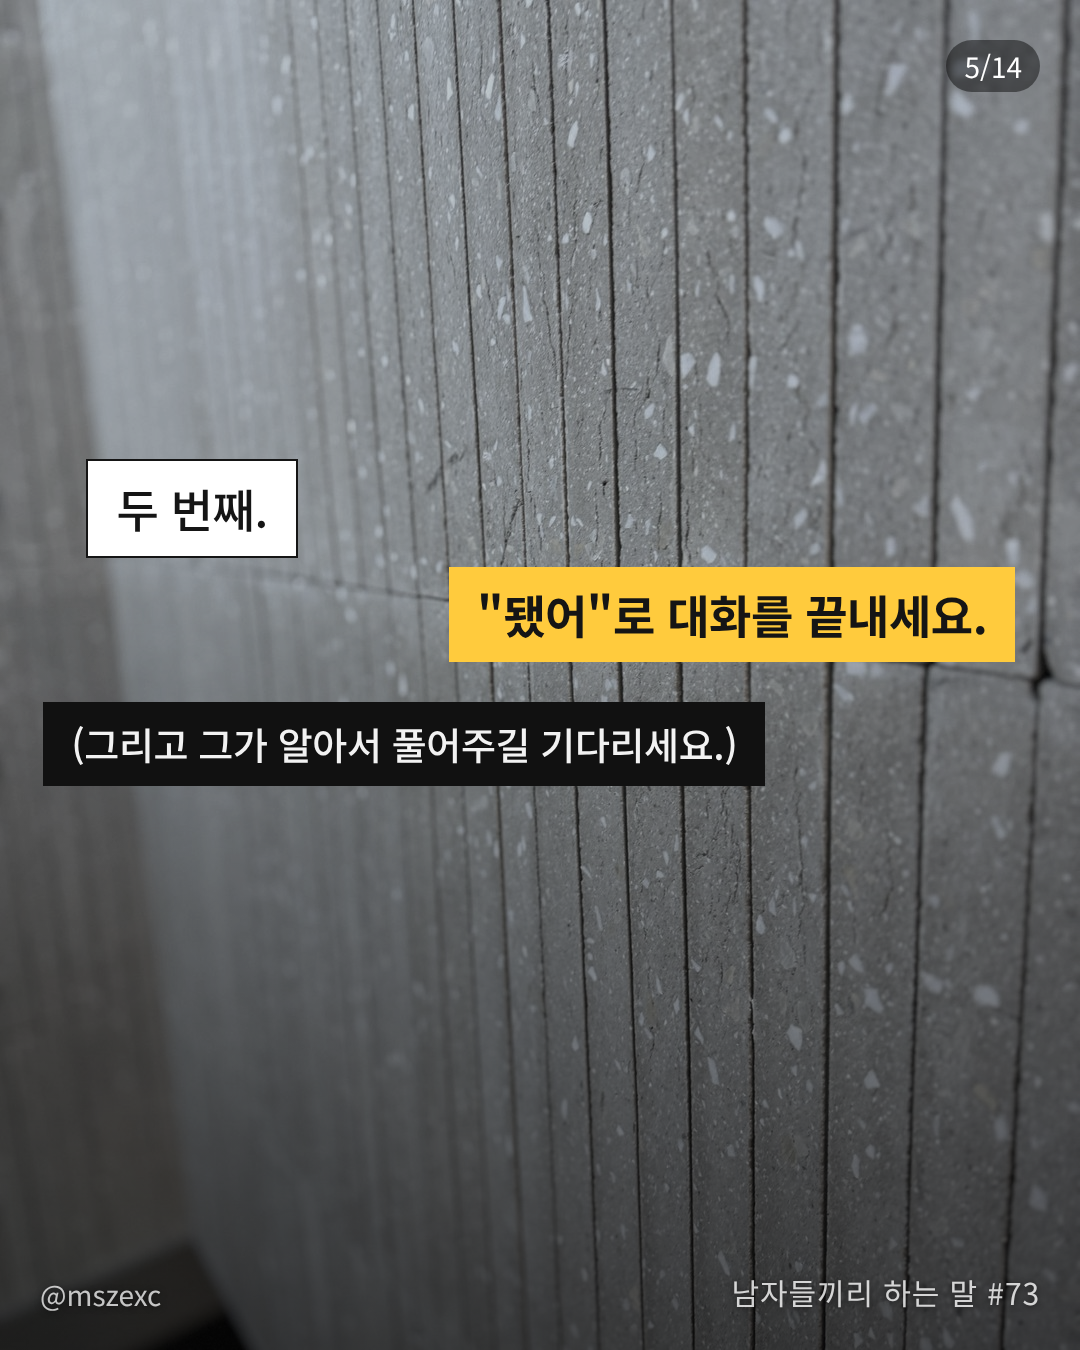 5/14
두 번째.
"됐어"로 대화를 끝내세요.
(그리고 그가 알아서 풀어주길 기다리세요.)
@mszexc
남자들끼리 하는 말 #73